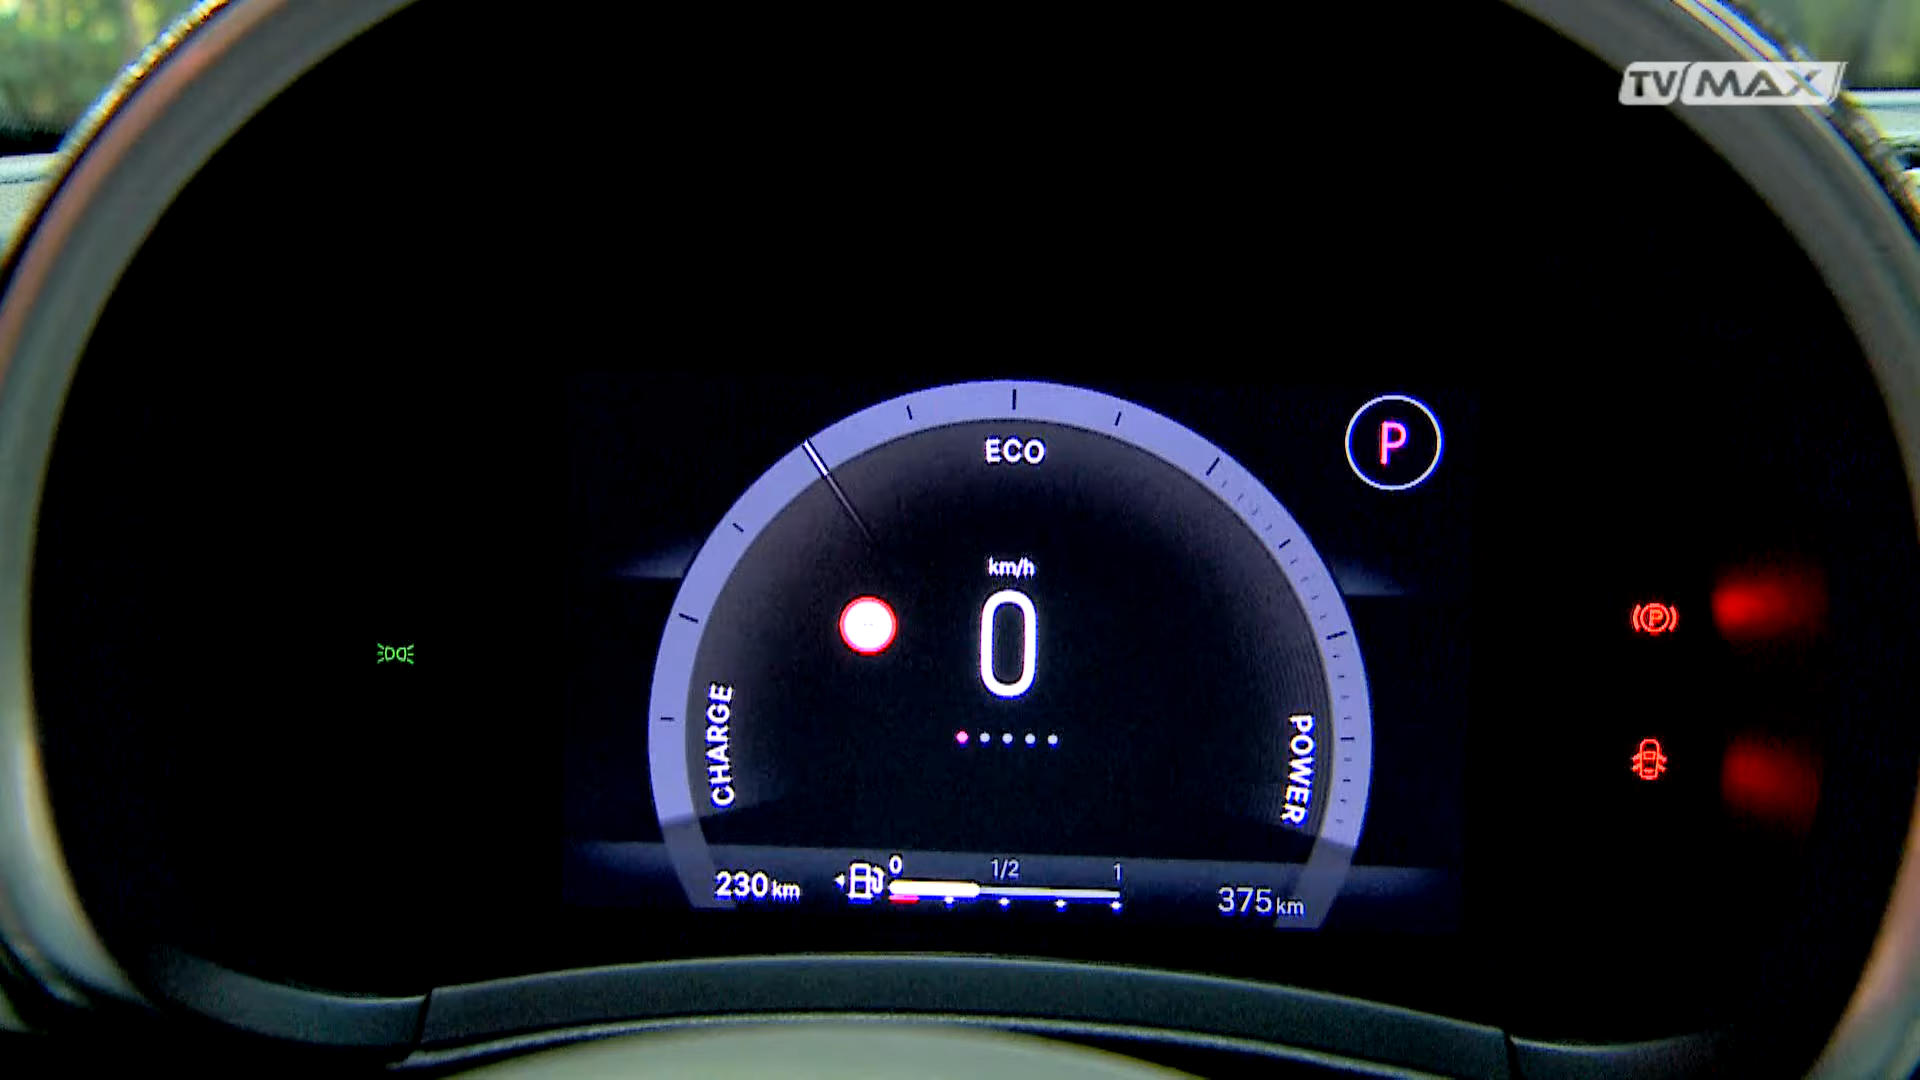 TV MAX
P
ECO
km/h
0
CHARGE
POWER
P
0 1/2 1
230 km
375 km